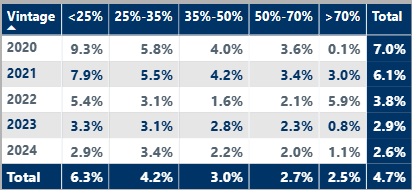 Vintage <25% 25%-35% 35%-50% 50%-70% >70% Total
2020 9.3% 5.8% 4.0% 3.6% 0.1% 7.0%
2021 7.9% 5.5% 4.2% 3.4% 3.0% 6.1%
2022 5.4% 3.1% 1.6% 2.1% 5.9% 3.8%
2023 3.3% 3.1% 2.8% 2.3% 0.8% 2.9%
2024 2.9% 3.4% 2.2% 2.0% 1.1% 2.6%
Total 6.3% 4.2% 3.0% 2.7% 2.5% 4.7%